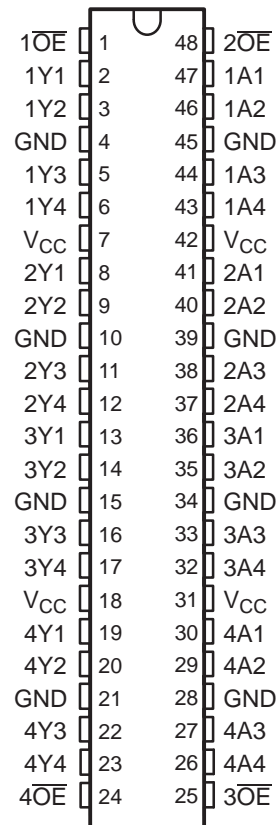 1O̅E̅ 1 48 2O̅E̅
1Y1 2 47 1A1
1Y2 3 46 1A2
GND 4 45 GND
1Y3 5 44 1A3
1Y4 6 43 1A4
VCC 7 42 VCC
2Y1 8 41 2A1
2Y2 9 40 2A2
GND 10 39 GND
2Y3 11 38 2A3
2Y4 12 37 2A4
3Y1 13 36 3A1
3Y2 14 35 3A2
GND 15 34 GND
3Y3 16 33 3A3
3Y4 17 32 3A4
VCC 18 31 VCC
4Y1 19 30 4A1
4Y2 20 29 4A2
GND 21 28 GND
4Y3 22 27 4A3
4Y4 23 26 4A4
4O̅E̅ 24 25 3O̅E̅